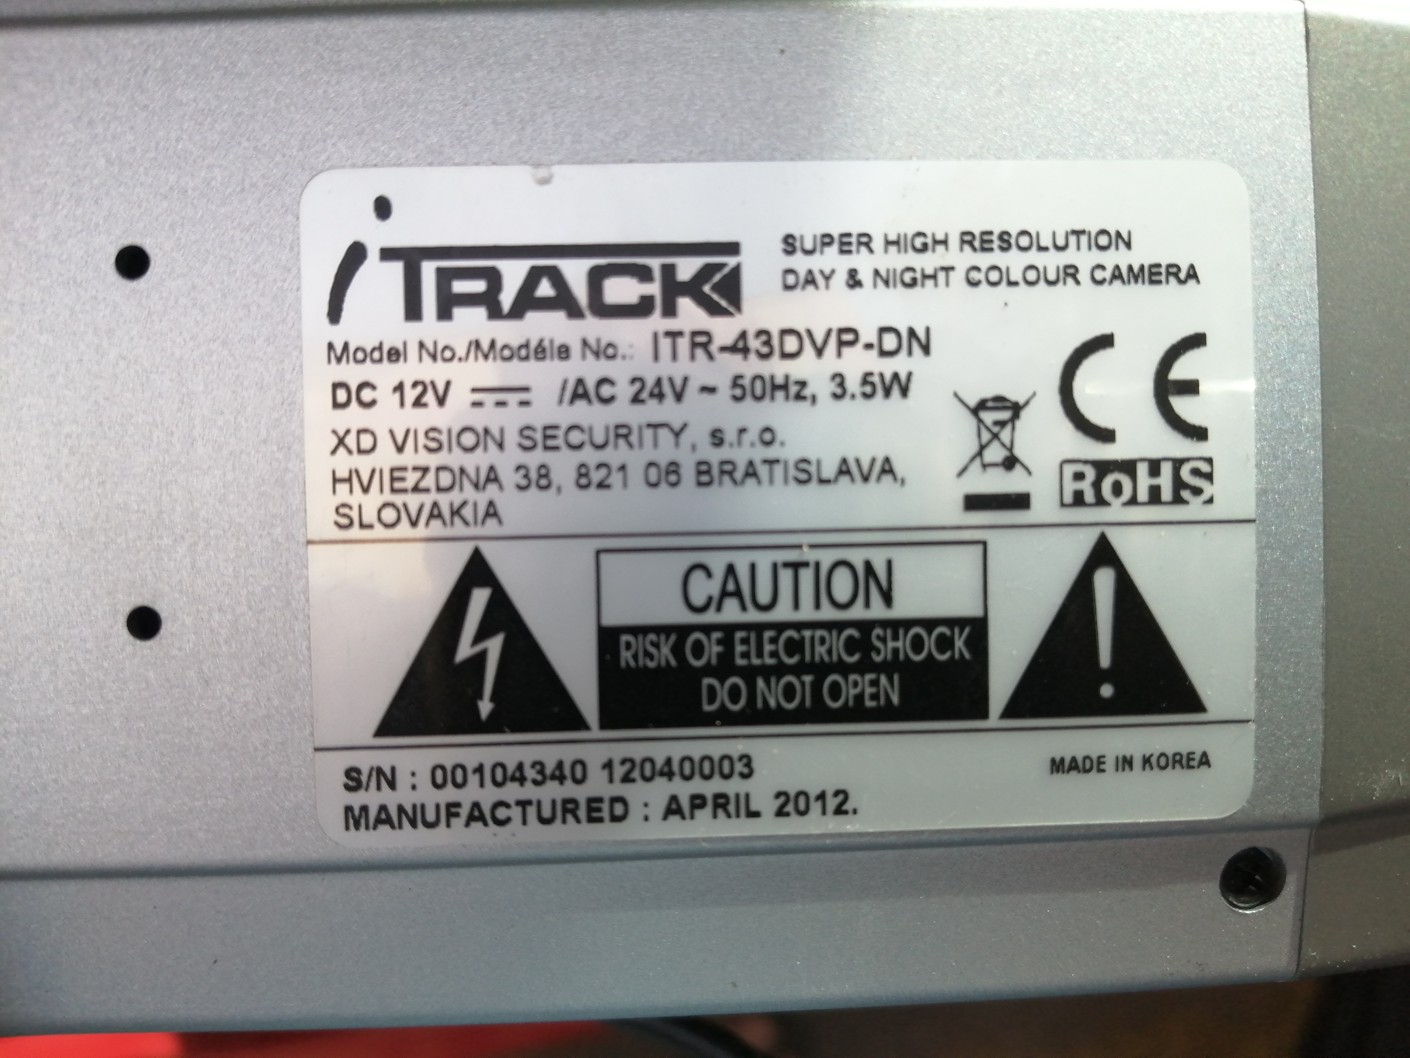 iTRACK
SUPER HIGH RESOLUTION
DAY & NIGHT COLOUR CAMERA
Model No./Modéle No.: ITR-43DVP-DN
DC 12V ⎓ /AC 24V ~ 50Hz, 3.5W
XD VISION SECURITY, s.r.o.
HVIEZDNA 38, 821 06 BRATISLAVA,
SLOVAKIA
CE
RoHS
CAUTION
RISK OF ELECTRIC SHOCK
DO NOT OPEN
S/N : 00104340 12040003
MANUFACTURED : APRIL 2012.
MADE IN KOREA